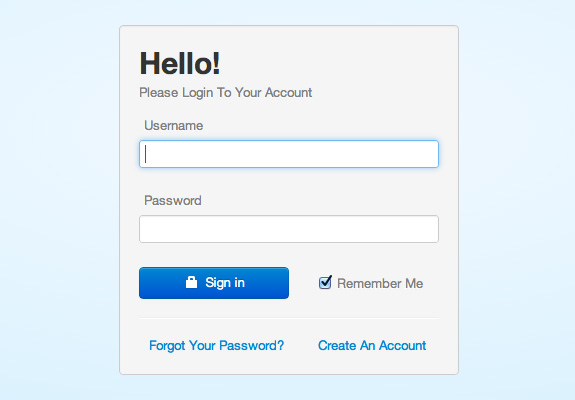 Hello!
Please Login To Your Account
Username
Password
Sign in
Remember Me
Forgot Your Password?
Create An Account